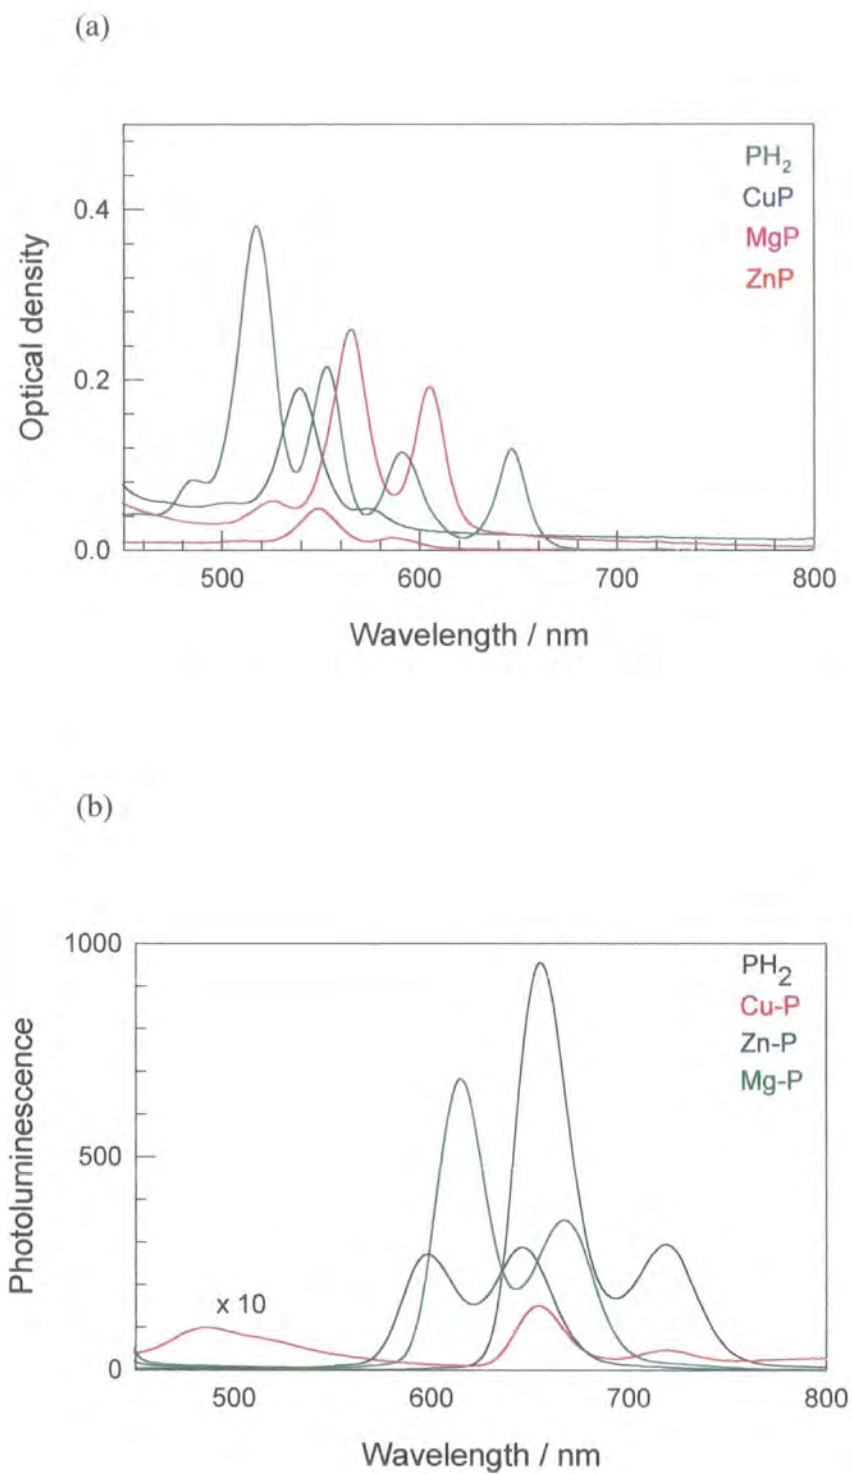 (a)
PH2
CuP
MgP
ZnP
0.4
0.2
0.0
Optical density
500 600 700 800
Wavelength / nm
(b)
1000
500
0
Photoluminescence
PH2
Cu-P
Zn-P
Mg-P
x 10
500 600 700 800
Wavelength / nm